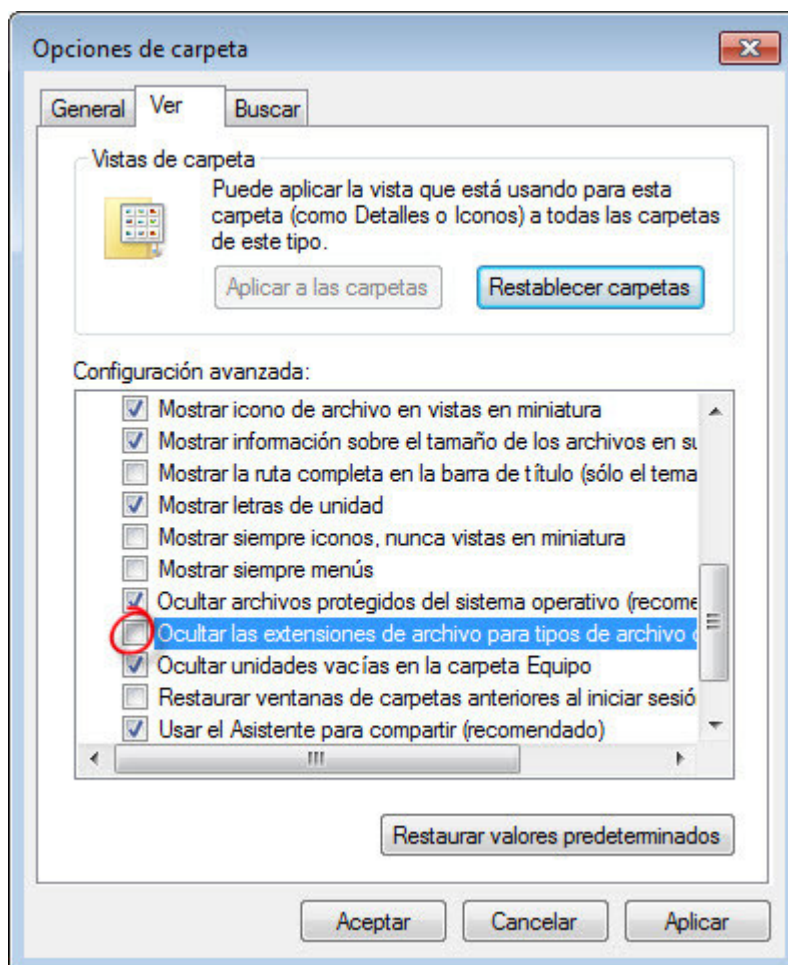 Opciones de carpeta
General Ver Buscar
Vistas de carpeta
Puede aplicar la vista que está usando para esta
carpeta (como Detalles o Iconos) a todas las carpetas
de este tipo.
Aplicar a las carpetas Restablecer carpetas
Configuración avanzada:
Mostrar icono de archivo en vistas en miniatura
Mostrar información sobre el tamaño de los archivos en su
Mostrar la ruta completa en la barra de título (sólo el tema
Mostrar letras de unidad
Mostrar siempre iconos, nunca vistas en miniatura
Mostrar siempre menús
Ocultar archivos protegidos del sistema operativo (recome
Ocultar las extensiones de archivo para tipos de archivo
Ocultar unidades vacías en la carpeta Equipo
Restaurar ventanas de carpetas anteriores al iniciar sesió
Usar el Asistente para compartir (recomendado)
Restaurar valores predeterminados
Aceptar Cancelar Aplicar